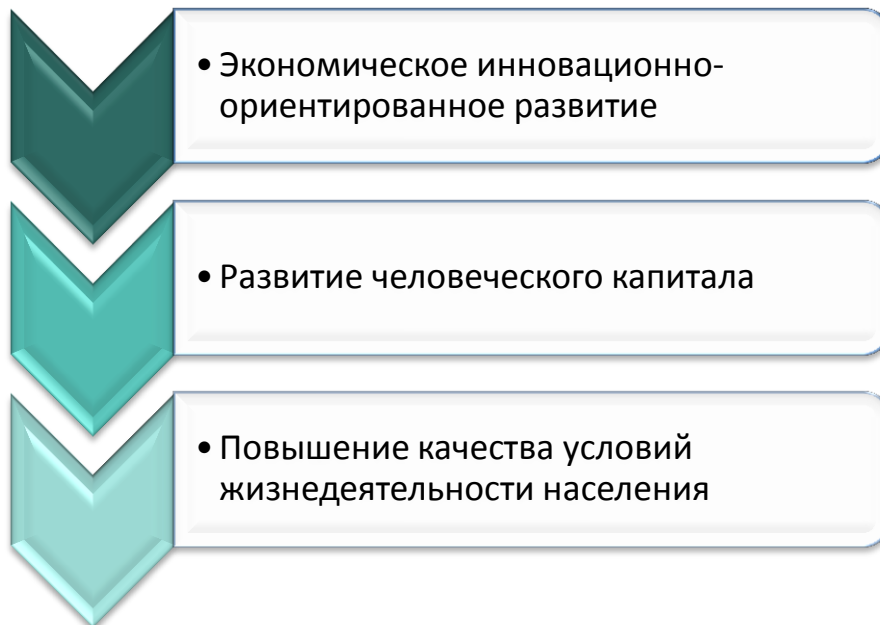 • Экономическое инновационно-
ориентированное развитие
• Развитие человеческого капитала
• Повышение качества условий
жизнедеятельности населения